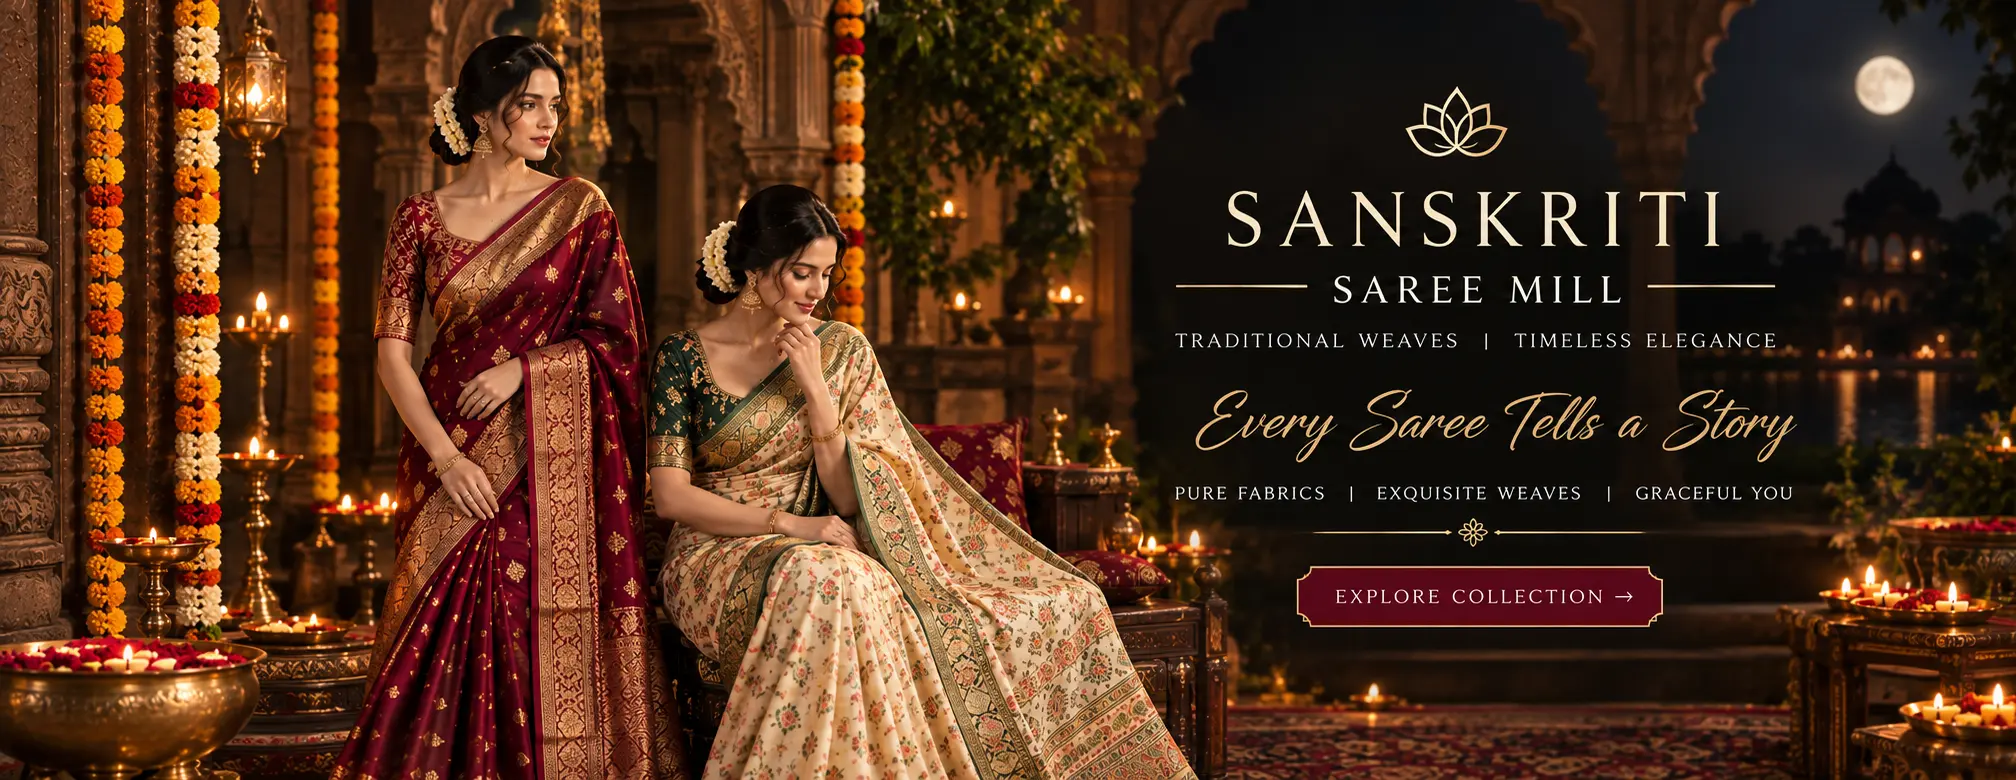 SANSKRITI
SAREE MILL
TRADITIONAL WEAVES | TIMELESS ELEGANCE
Every Saree Tells a Story
PURE FABRICS | EXQUISITE WEAVES | GRACEFUL YOU
EXPLORE COLLECTION →